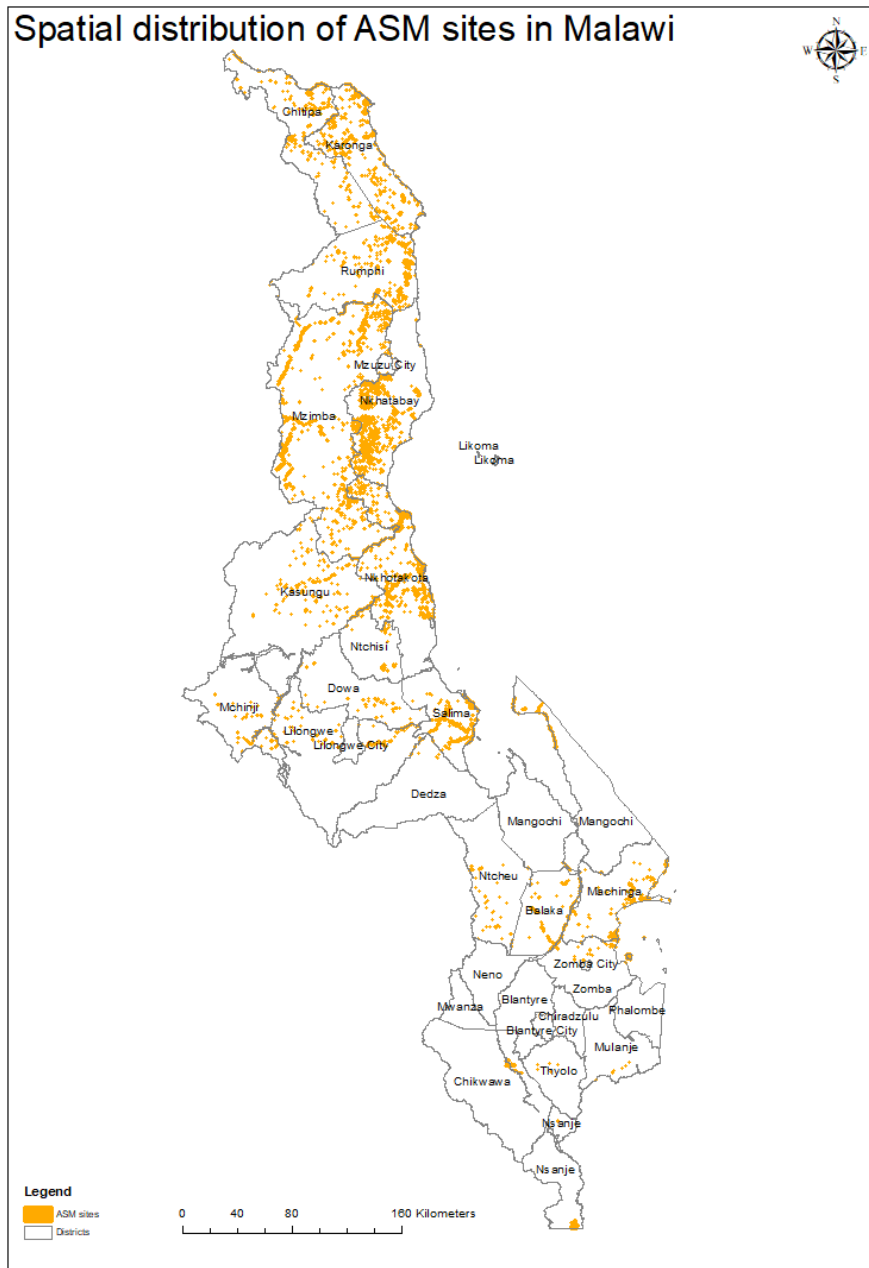 Spatial distribution of ASM sites in Malawi
N
W E
S
Chitipa
Karonga
Rumphi
Mzuzu City
Nkhatabay
Mzimba
Likoma
Likoma
Nkhotakota
Kasungu
Ntchisi
Dowa
Mchinji
Salima
Lilongwe
Lilongwe City
Dedza
Mangochi
Mangochi
Ntcheu
Machinga
Balaka
Zomba City
Neno
Zomba
Blantyre
Mwanza
Chiradzulu
Phalombe
Blantyre City
Mulanje
Thyolo
Chikwawa
Nsanje
Nsanje
Legend
ASM sites
Districts
0 40 80 160 Kilometers